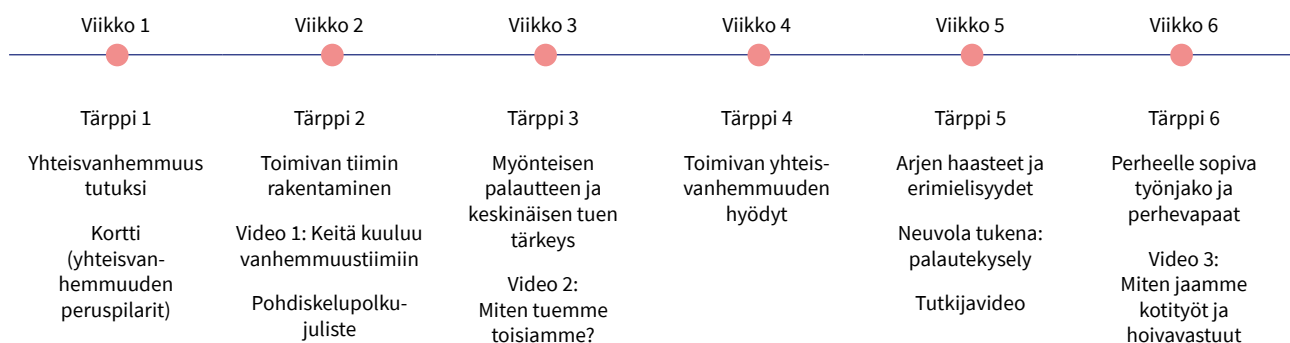 Viikko 1
Viikko 2
Viikko 3
Viikko 4
Viikko 5
Viikko 6
Tärppi 1
Yhteisvanhemmuus
tutuksi
Kortti
(yhteisvan-
hemmuuden
peruspilarit)
Tärppi 2
Toimivan tiimin
rakentaminen
Video 1: Keitä kuuluu
vanhemmuustiimiin
Pohdiskelupolku-
juliste
Tärppi 3
Myönteisen
palautteen ja
keskinäisen tuen
tärkeys
Video 2:
Miten tuemme
toisiamme?
Tärppi 4
Toimivan yhteis-
vanhemmuuden
hyödyt
Tärppi 5
Arjen haasteet ja
erimielisyydet
Neuvola tukena:
palautekysely
Tutkijavideo
Tärppi 6
Perheelle sopiva
työnjako ja
perhevapaat
Video 3:
Miten jaamme
kotityöt ja
hoivavastuut